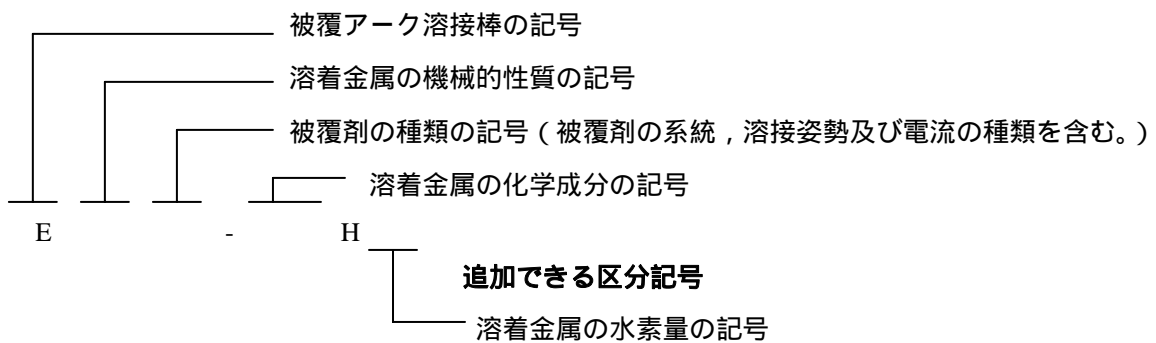 被覆アーク溶接棒の記号
溶着金属の機械的性質の記号
被覆剤の種類の記号（被覆剤の系統，溶接姿勢及び電流の種類を含む。）
溶着金属の化学成分の記号
E - H
追加できる区分記号
溶着金属の水素量の記号